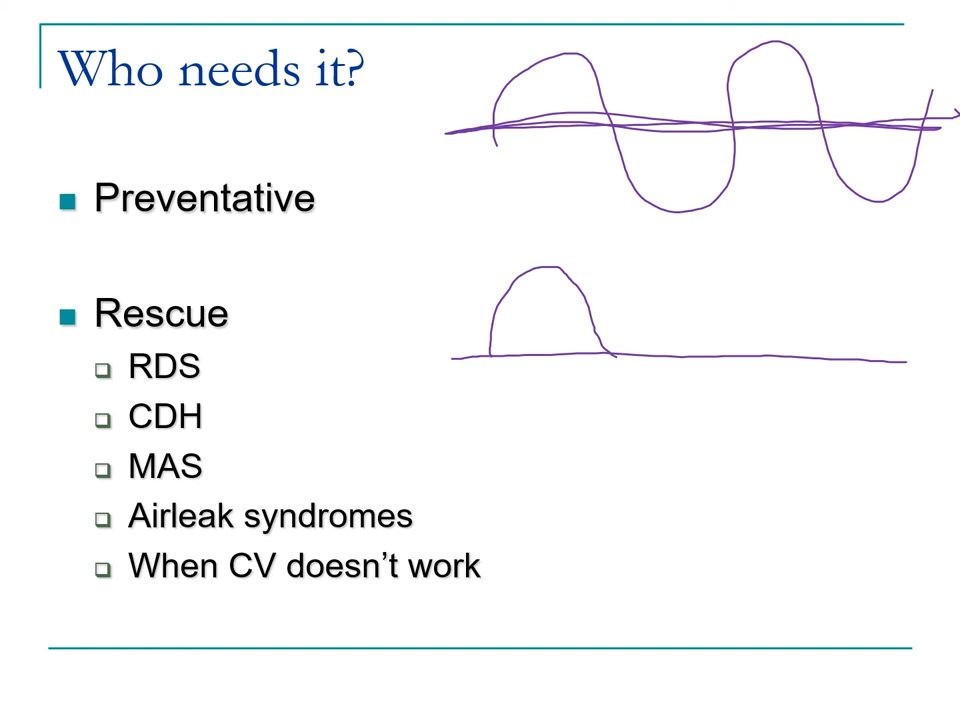 Who needs it?
Preventative
Rescue
RDS
CDH
MAS
Airleak syndromes
When CV doesn’t work